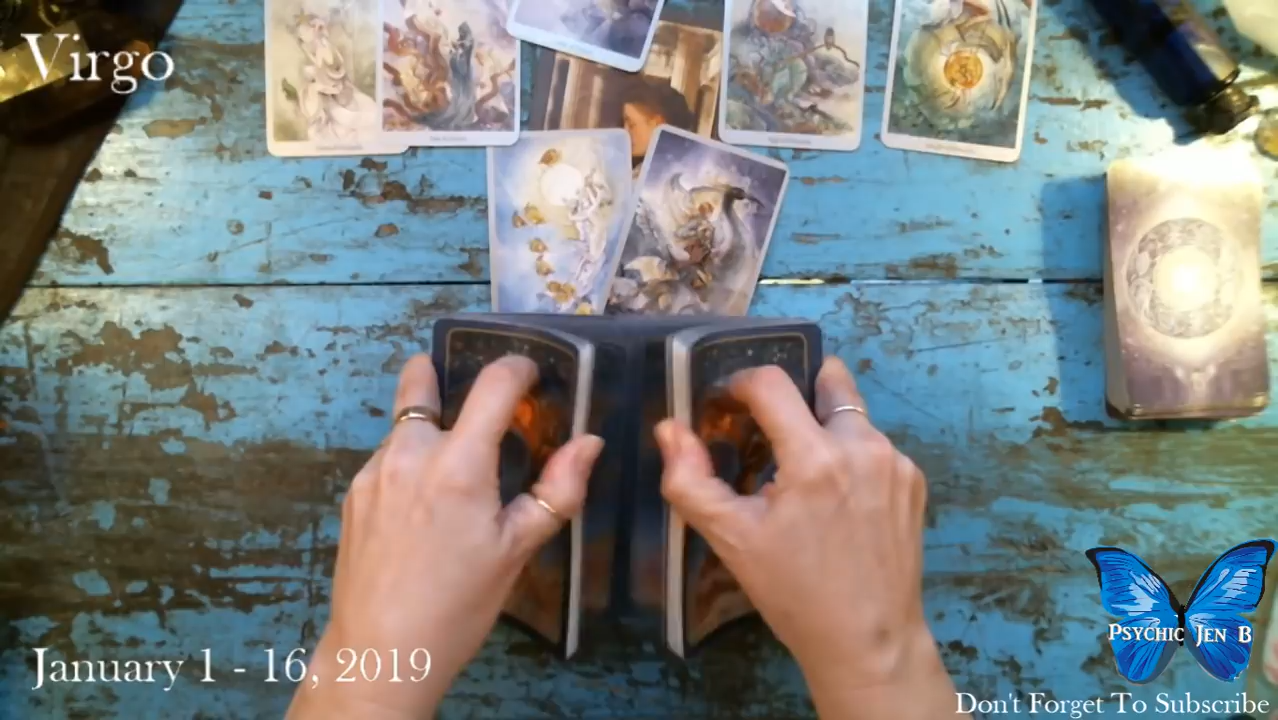 Virgo
January 1 - 16, 2019
Psychic Jen B
Don't Forget To Subscribe